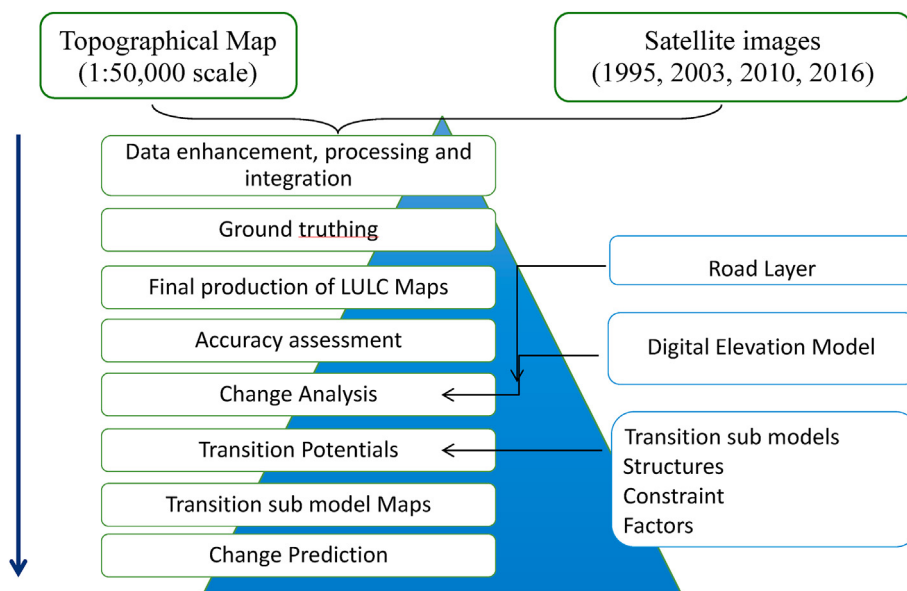 Topographical Map
(1:50,000 scale)
Satellite images
(1995, 2003, 2010, 2016)
Data enhancement, processing and
integration
Ground truthing
Final production of LULC Maps
Accuracy assessment
Change Analysis
Transition Potentials
Transition sub model Maps
Change Prediction
Road Layer
Digital Elevation Model
Transition sub models
Structures
Constraint
Factors